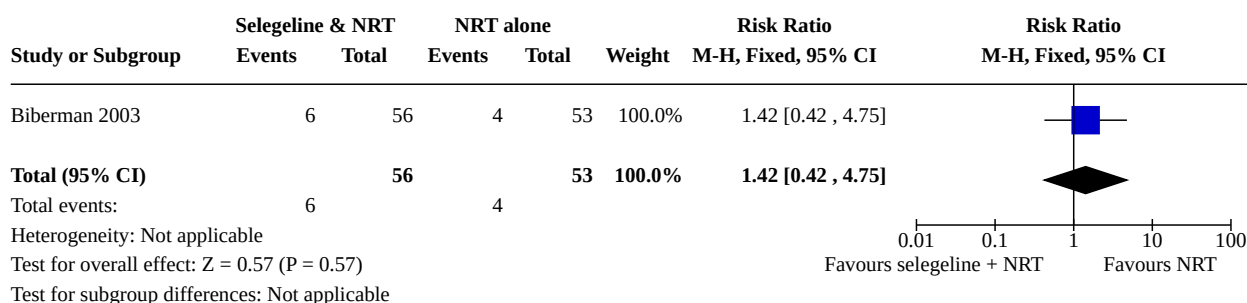 Selegeline & NRT NRT alone Risk Ratio Risk Ratio
Study or Subgroup Events Total Events Total Weight M-H, Fixed, 95% CI M-H, Fixed, 95% CI
Biberman 2003 6 56 4 53 100.0% 1.42 [0.42 , 4.75]
Total (95% CI) 56 53 100.0% 1.42 [0.42 , 4.75]
Total events: 6 4
Heterogeneity: Not applicable 0.01 0.1 1 10 100
Test for overall effect: Z = 0.57 (P = 0.57) Favours selegeline + NRT Favours NRT
Test for subgroup differences: Not applicable